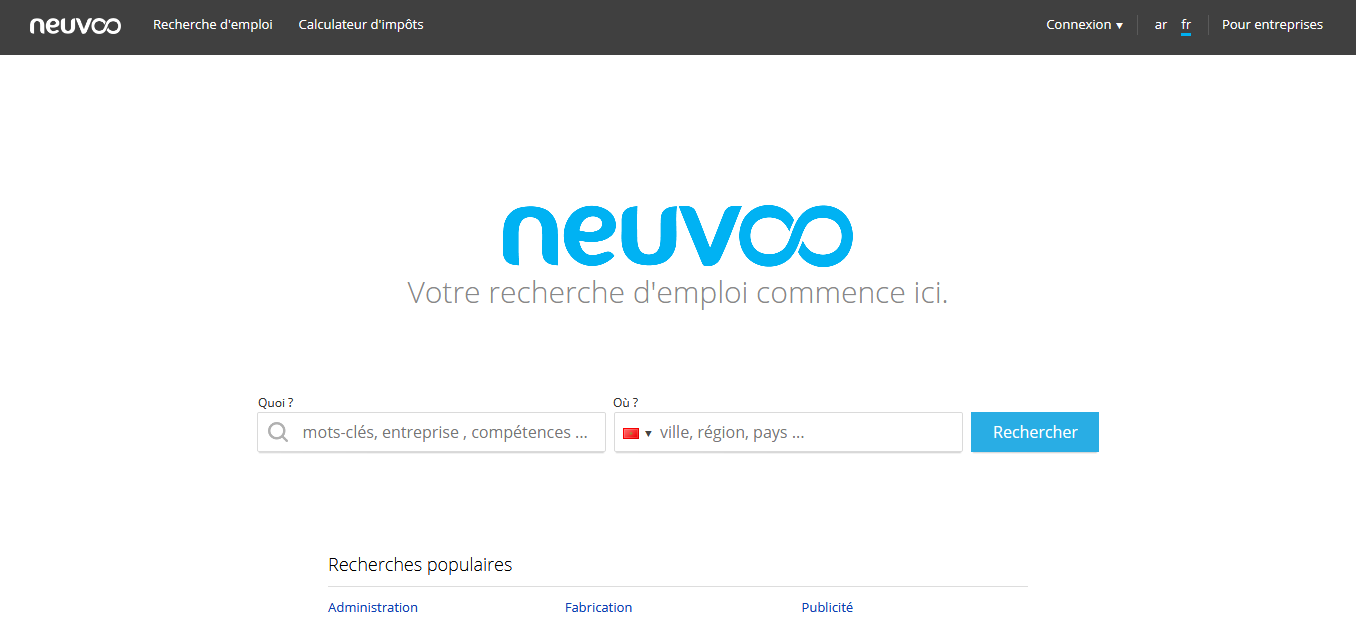 neuvoo Recherche d'emploi Calculateur d'impôts Connexion ▾ ar fr Pour entreprises
neuvoo
Votre recherche d'emploi commence ici.
Quoi ? Où ?
mots-clés, entreprise , compétences ... ville, région, pays ... Rechercher
Recherches populaires
Administration Fabrication Publicité